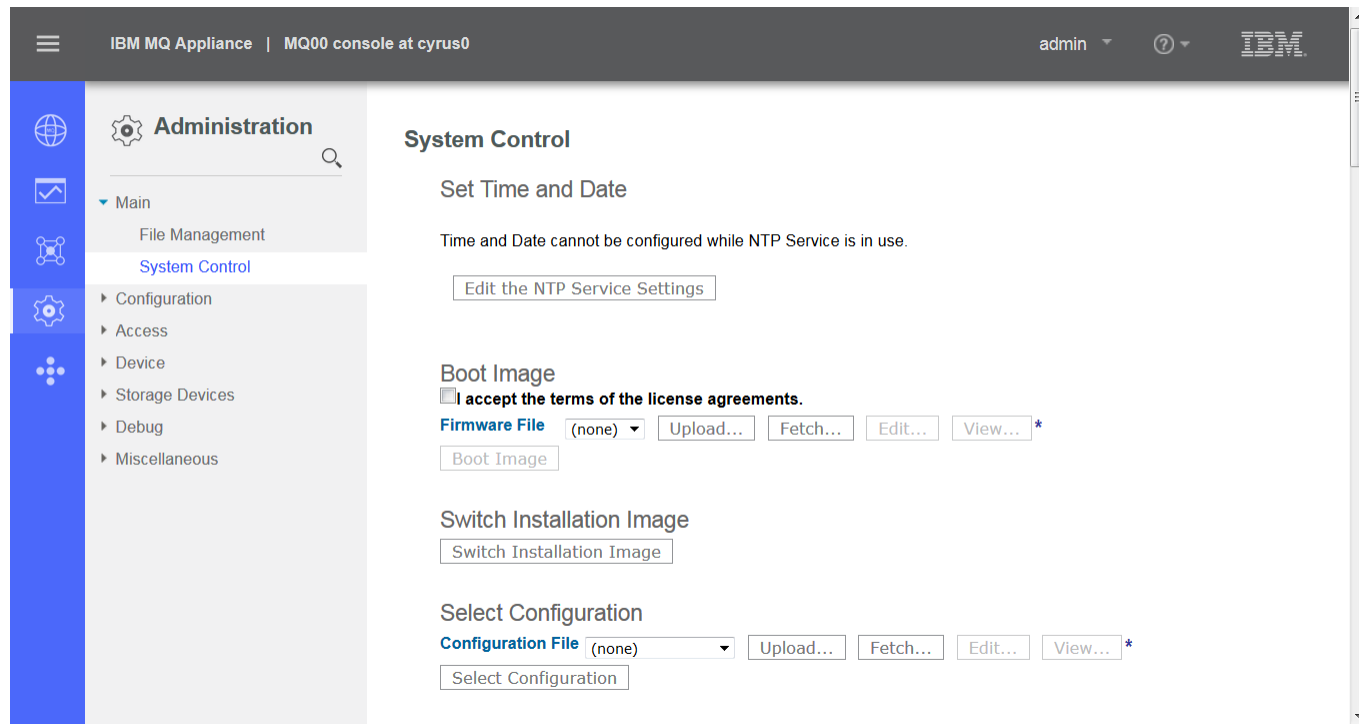 IBM MQ Appliance | MQ00 console at cyrus0
admin
?
IBM.
MQ
Administration
Main
File Management
System Control
Configuration
Access
Device
Storage Devices
Debug
Miscellaneous
System Control
Set Time and Date
Time and Date cannot be configured while NTP Service is in use.
Edit the NTP Service Settings
Boot Image
I accept the terms of the license agreements.
Firmware File (none) Upload... Fetch... Edit... View... *
Boot Image
Switch Installation Image
Switch Installation Image
Select Configuration
Configuration File (none) Upload... Fetch... Edit... View... *
Select Configuration